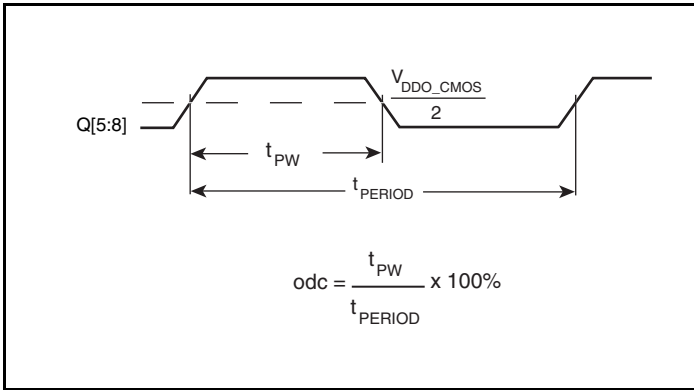 V_DDO_CMOS
2
Q[5:8]
t_PW
t_PERIOD
odc = t_PW / t_PERIOD x 100%